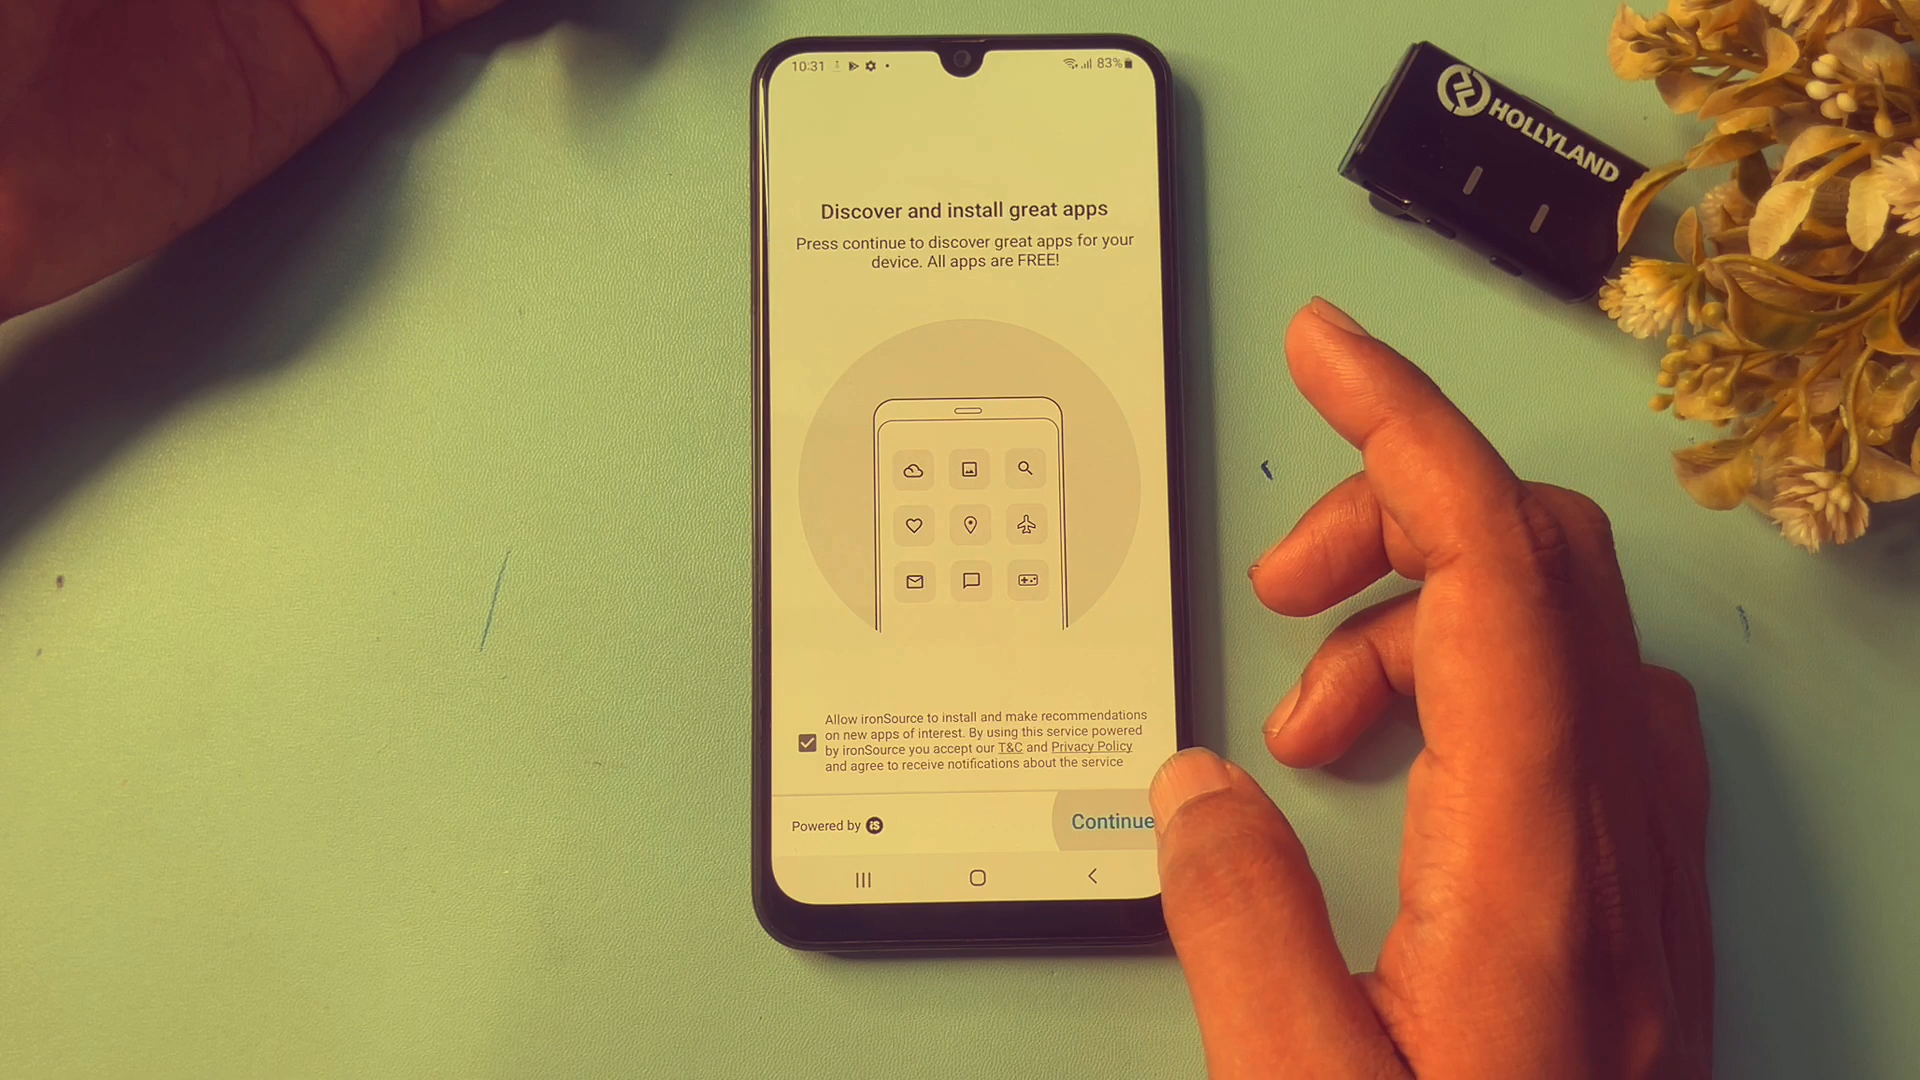 10:31
83%
HOLLYLAND
Discover and install great apps
Press continue to discover great apps for your
device. All apps are FREE!
Allow ironSource to install and make recommendations
on new apps of interest. By using this service powered
by ironSource you accept our T&C and Privacy Policy
and agree to receive notifications about the service
Powered by iS
Continue